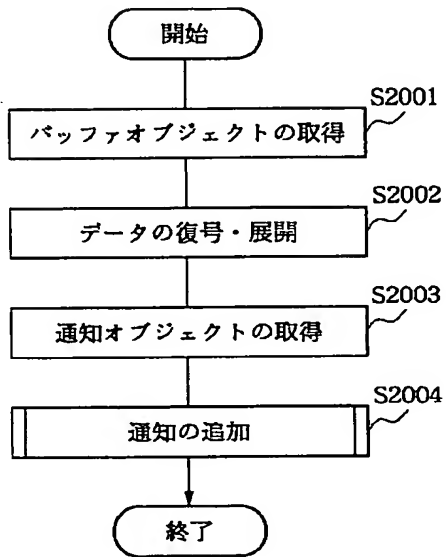 開始
S2001
バッファオブジェクトの取得
S2002
データの復号・展開
S2003
通知オブジェクトの取得
S2004
通知の追加
終了